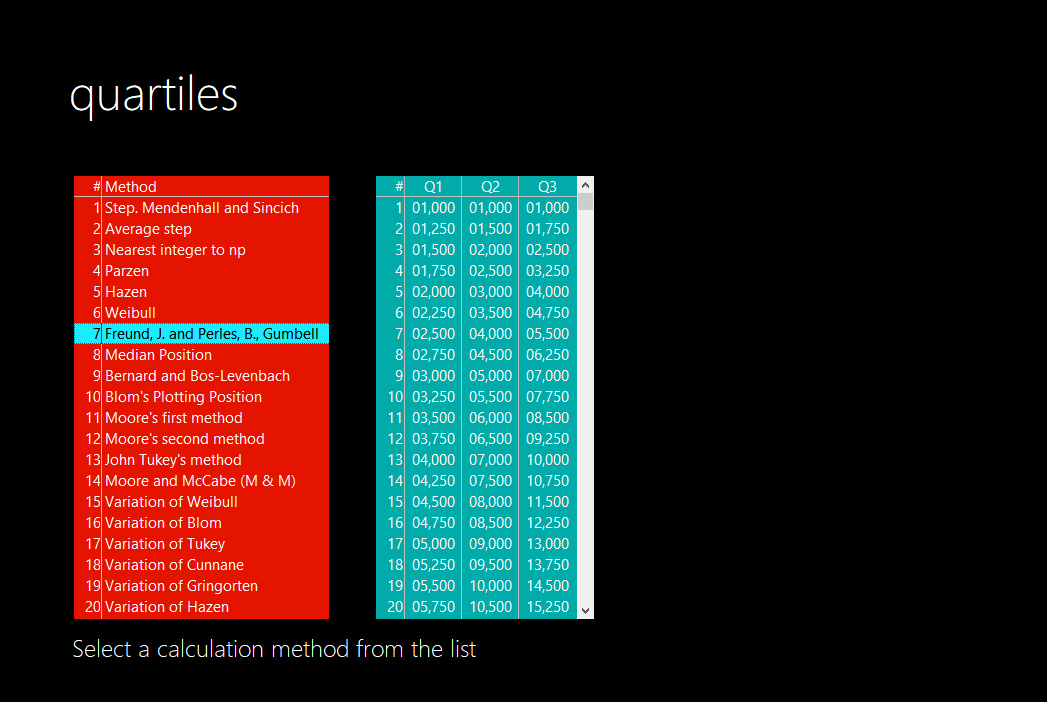 quartiles
# Method
1 Step. Mendenhall and Sincich
2 Average step
3 Nearest integer to np
4 Parzen
5 Hazen
6 Weibull
7 Freund, J. and Perles, B., Gumbell
8 Median Position
9 Bernard and Bos-Levenbach
10 Blom's Plotting Position
11 Moore's first method
12 Moore's second method
13 John Tukey's method
14 Moore and McCabe (M & M)
15 Variation of Weibull
16 Variation of Blom
17 Variation of Tukey
18 Variation of Cunnane
19 Variation of Gringorten
20 Variation of Hazen
# Q1 Q2 Q3
1 01,000 01,000 01,000
2 01,250 01,500 01,750
3 01,500 02,000 02,500
4 01,750 02,500 03,250
5 02,000 03,000 04,000
6 02,250 03,500 04,750
7 02,500 04,000 05,500
8 02,750 04,500 06,250
9 03,000 05,000 07,000
10 03,250 05,500 07,750
11 03,500 06,000 08,500
12 03,750 06,500 09,250
13 04,000 07,000 10,000
14 04,250 07,500 10,750
15 04,500 08,000 11,500
16 04,750 08,500 12,250
17 05,000 09,000 13,000
18 05,250 09,500 13,750
19 05,500 10,000 14,500
20 05,750 10,500 15,250
Select a calculation method from the list